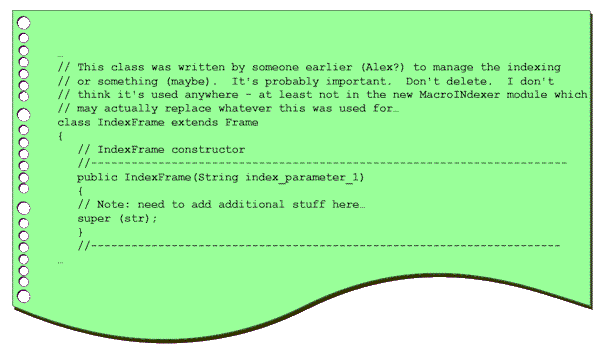 …
// This class was written by someone earlier (Alex?) to manage the indexing
// or something (maybe).  It's probably important.  Don't delete.  I don't
// think it's used anywhere - at least not in the new MacroINdexer module which
// may actually replace whatever this was used for…
class IndexFrame extends Frame
{
   // IndexFrame constructor
   //---------------------------------------------------------------------
   public IndexFrame(String index_parameter_1)
   {
   // Note: need to add additional stuff here…
   super (str);
   }
   //--------------------------------------------------------------------
…